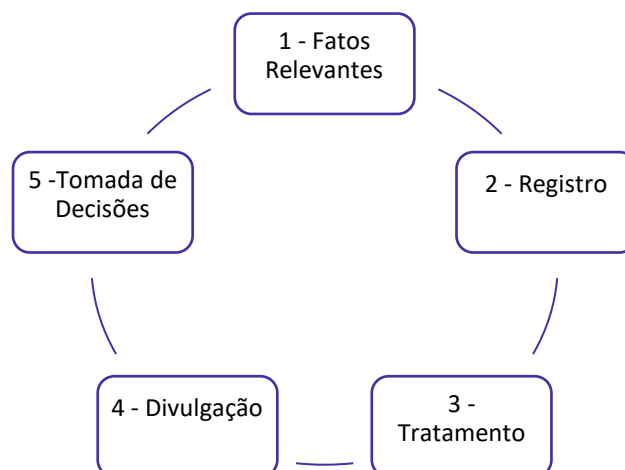 1 - Fatos
Relevantes
2 - Registro
3 -
Tratamento
4 - Divulgação
5 -Tomada de
Decisões